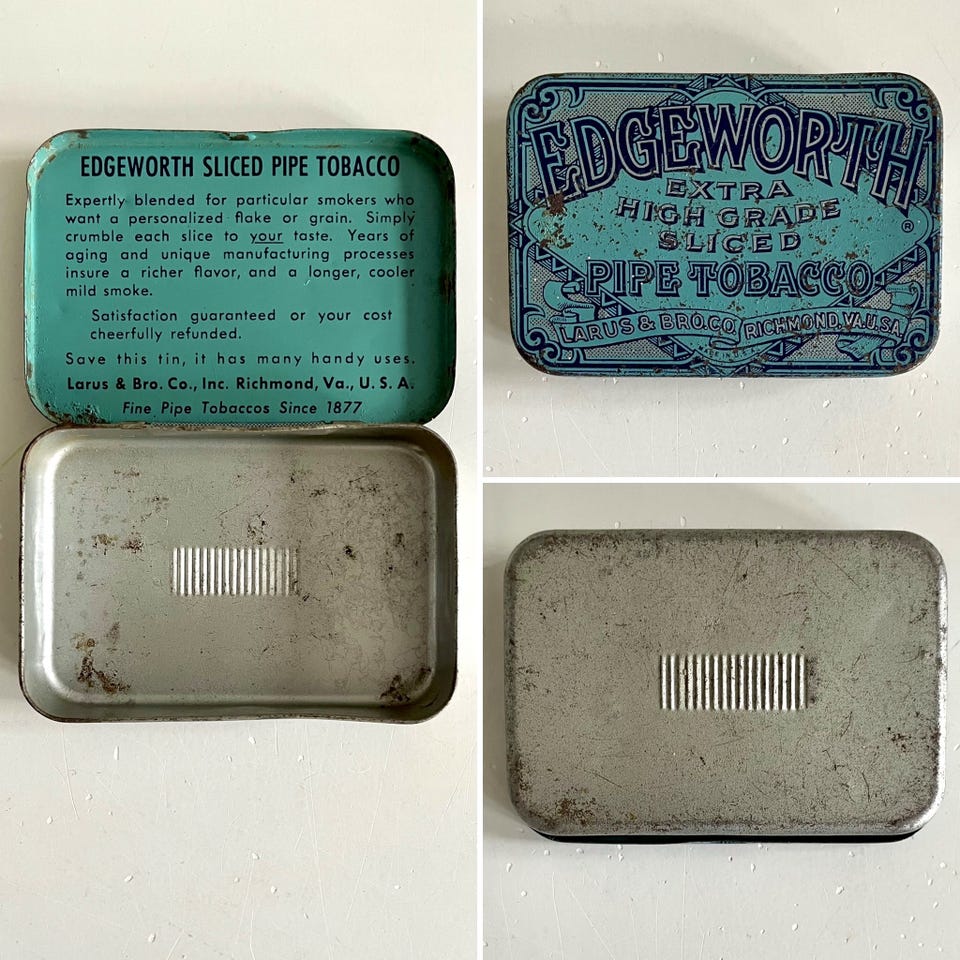 EDGEWORTH SLICED PIPE TOBACCO
Expertly blended for particular smokers who
want a personalized flake or grain. Simply
crumble each slice to your taste. Years of
aging and unique manufacturing processes
insure a richer flavor, and a longer, cooler
mild smoke.
Satisfaction guaranteed or your cost
cheerfully refunded.
Save this tin, it has many handy uses.
Larus & Bro. Co., Inc. Richmond, Va., U. S. A.
Fine Pipe Tobaccos Since 1877
EDGEWORTH
EXTRA
HIGH GRADE
SLICED
®
PIPE TOBACCO
LARUS & BRO. CO. RICHMOND, VA. U.S.A.
MADE IN U.S.A.